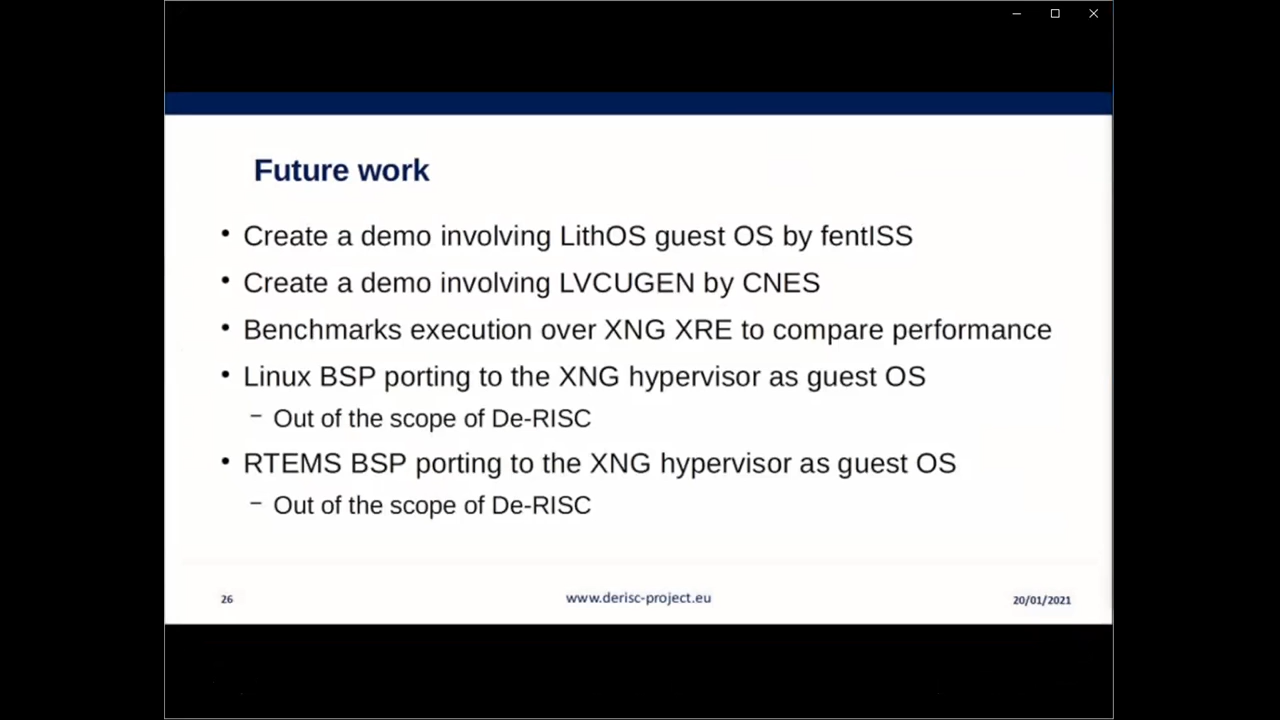 Future work
• Create a demo involving LithOS guest OS by fentISS
• Create a demo involving LVCUGEN by CNES
• Benchmarks execution over XNG XRE to compare performance
• Linux BSP porting to the XNG hypervisor as guest OS
– Out of the scope of De-RISC
• RTEMS BSP porting to the XNG hypervisor as guest OS
– Out of the scope of De-RISC
26
www.derisc-project.eu
20/01/2021